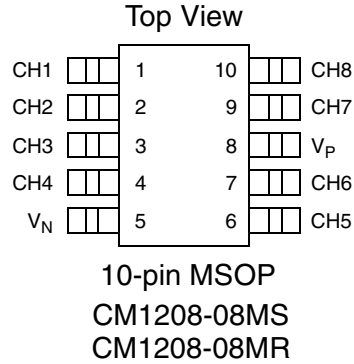 Top View
CH1 1 10 CH8
CH2 2 9 CH7
CH3 3 8 VP
CH4 4 7 CH6
VN 5 6 CH5
10-pin MSOP
CM1208-08MS
CM1208-08MR